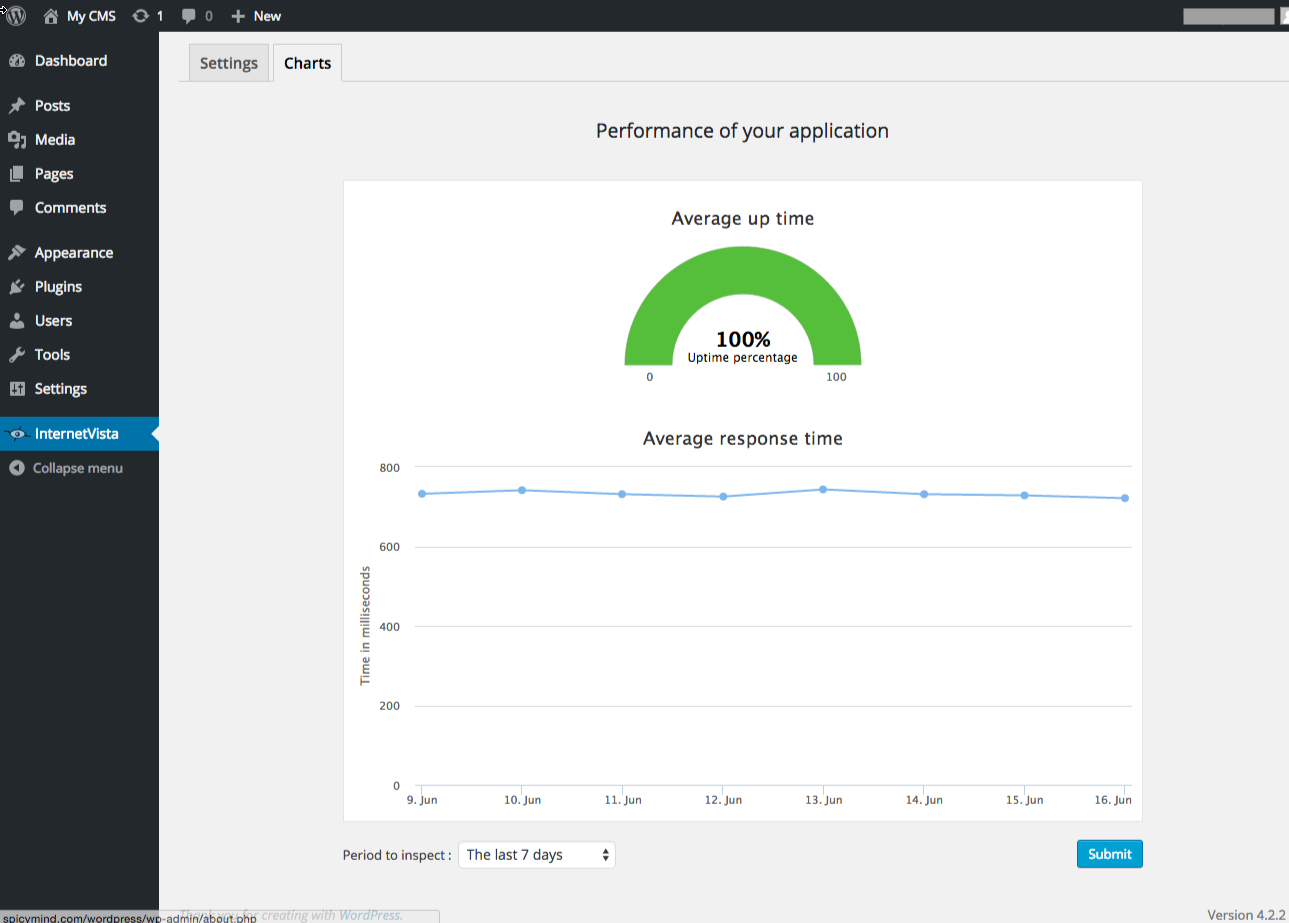 My CMS 1 0 New
Dashboard
Posts
Media
Pages
Comments
Appearance
Plugins
Users
Tools
Settings
InternetVista
Collapse menu
Settings Charts
Performance of your application
Average up time
100%
Uptime percentage
0 100
Average response time
Time in milliseconds
800
600
400
200
0
9. Jun 10. Jun 11. Jun 12. Jun 13. Jun 14. Jun 15. Jun 16. Jun
Period to inspect : The last 7 days Submit
Thank you for creating with WordPress.
spicymind.com/wordpress/wp-admin/about.php
Version 4.2.2